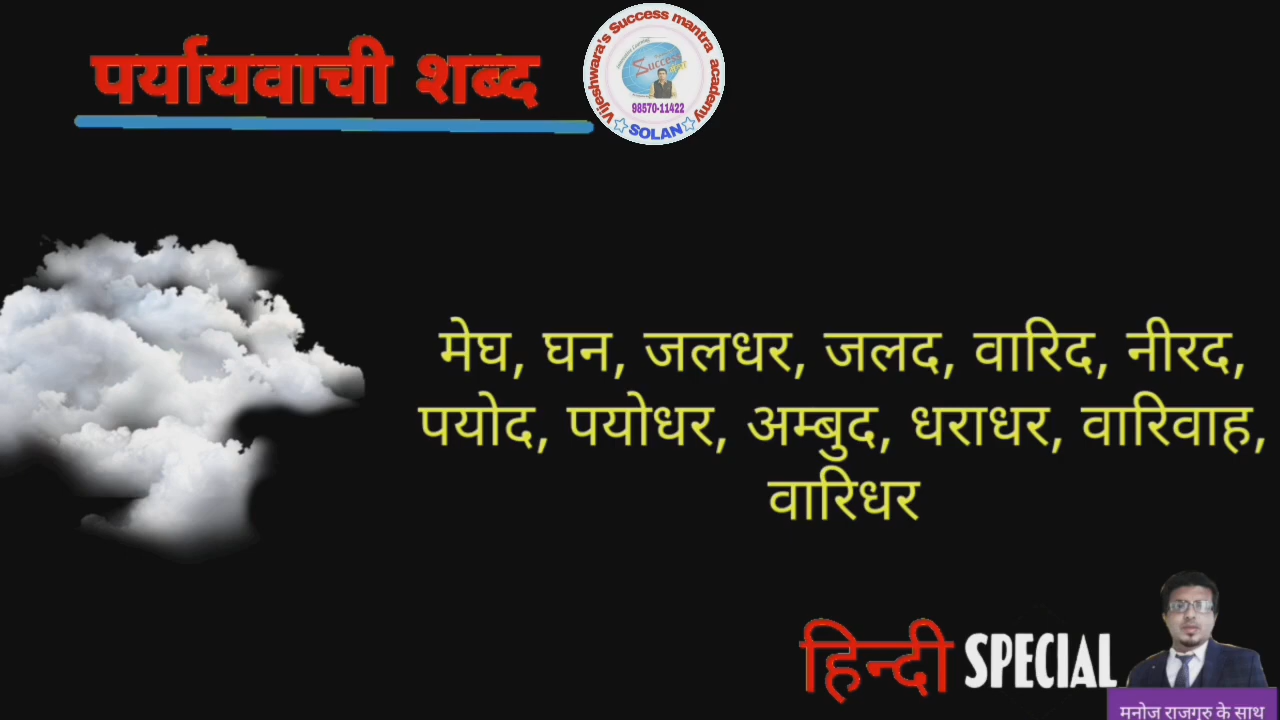 पर्यायवाची शब्द
Vijeshwara's Success mantra academy
Success
98570-11422
SOLAN
मेघ, घन, जलधर, जलद, वारिद, नीरद,
पयोद, पयोधर, अम्बुद, धराधर, वारिवाह,
वारिधर
हिन्दी SPECIAL
मनोज राजगुरु के साथ